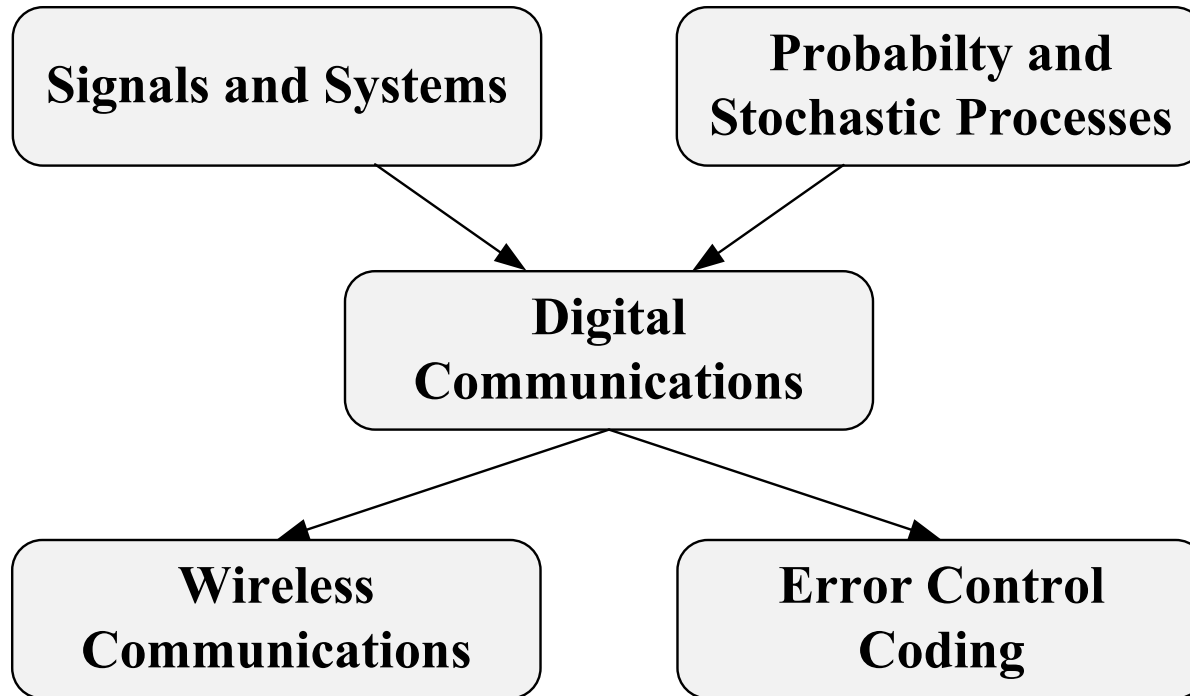 Signals and Systems
Probabilty and
Stochastic Processes
Digital
Communications
Wireless
Communications
Error Control
Coding